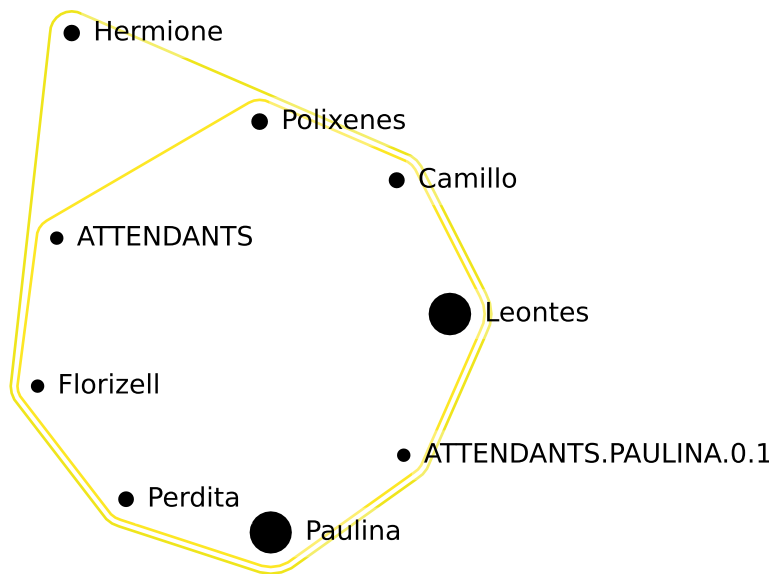 Hermione
Polixenes
Camillo
ATTENDANTS
Leontes
Florizell
ATTENDANTS.PAULINA.0.1
Perdita
Paulina